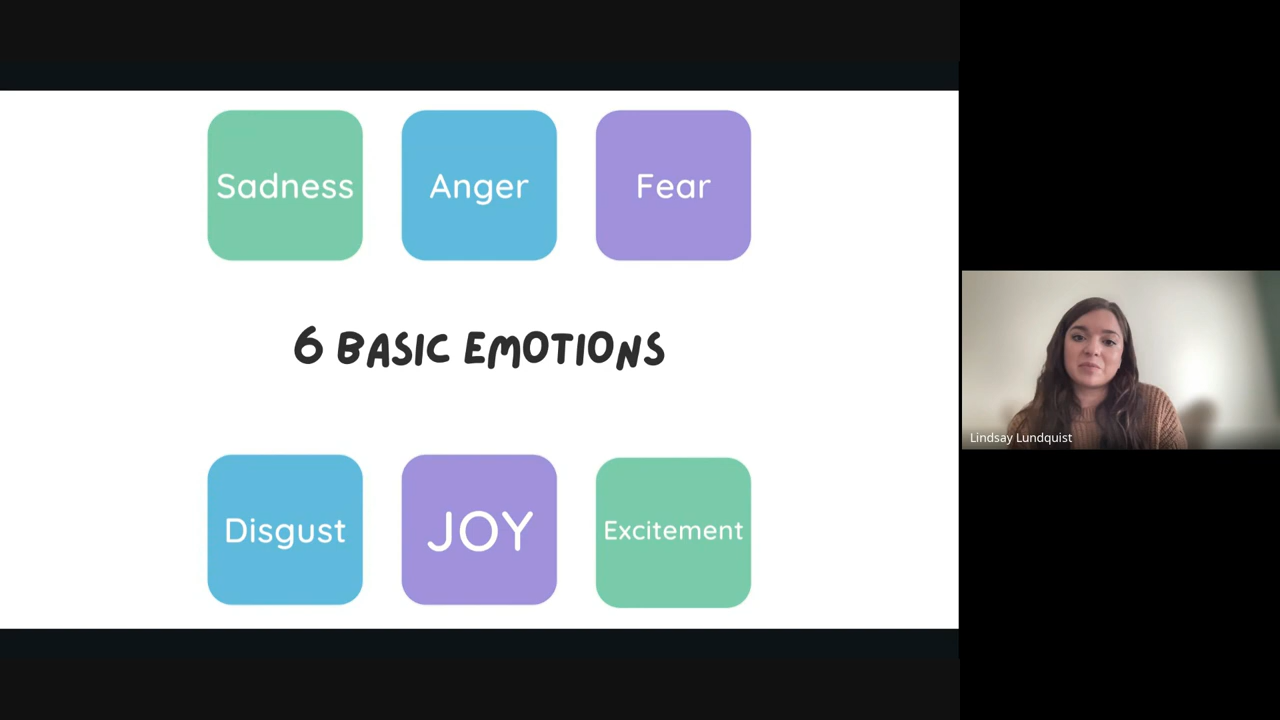 Sadness
Anger
Fear
6 BASIC EMOTIONS
Disgust
JOY
Excitement
Lindsay Lundquist